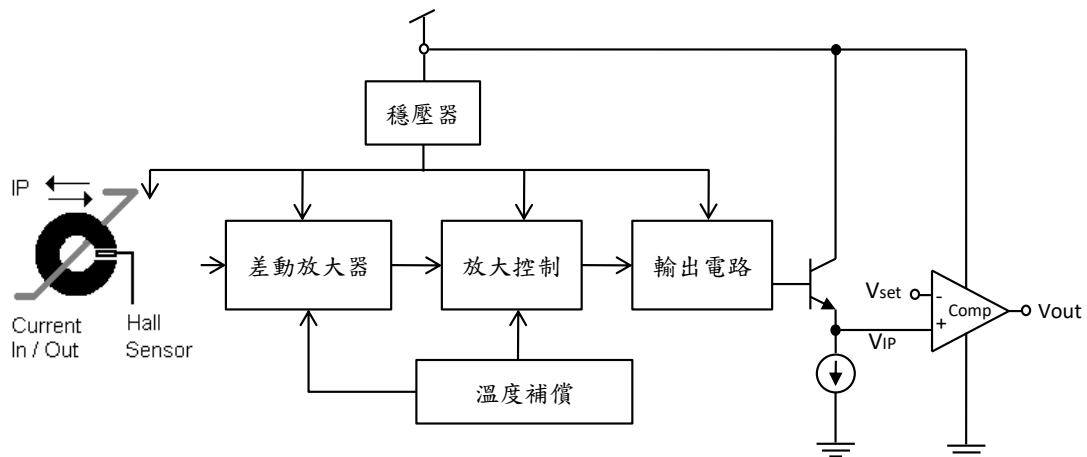 穩壓器
IP
差動放大器
放大控制
輸出電路
Vset
-
Comp
+
Vout
VIP
Current
In / Out
Hall
Sensor
溫度補償